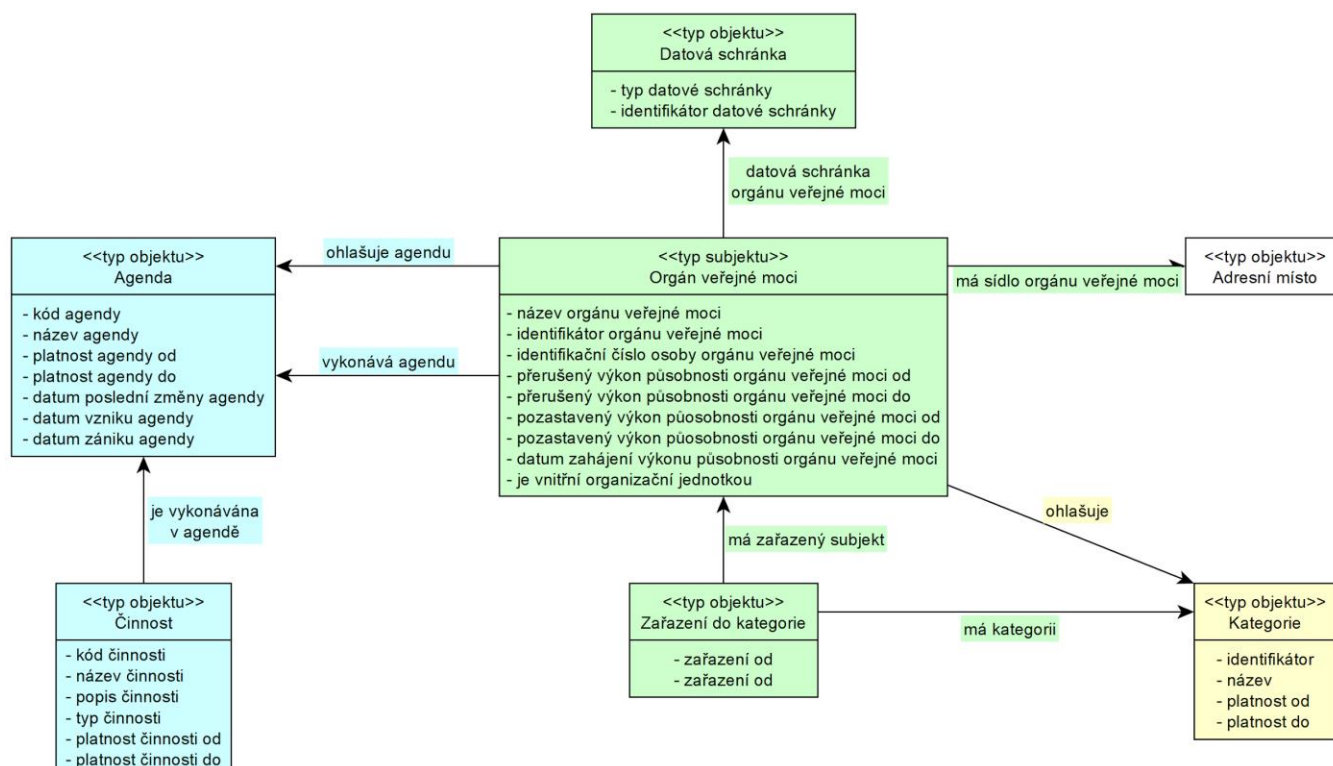 <<typ objektu>>
Datová schránka
- typ datové schránky
- identifikátor datové schránky
datová schránka
orgánu veřejné moci
<<typ objektu>>
Agenda
- kód agendy
- název agendy
- platnost agendy od
- platnost agendy do
- datum poslední změny agendy
- datum vzniku agendy
- datum zániku agendy
ohlašuje agendu
vykonává agendu
<<typ subjektu>>
Orgán veřejné moci
- název orgánu veřejné moci
- identifikátor orgánu veřejné moci
- identifikační číslo osoby orgánu veřejné moci
- přerušený výkon působnosti orgánu veřejné moci od
- přerušený výkon působnosti orgánu veřejné moci do
- pozastavený výkon půosobnosti orgánu veřejné moci od
- pozastavený výkon půosobnosti orgánu veřejné moci do
- datum zahájení výkonu působnosti orgánu veřejné moci
- je vnitřní organizační jednotkou
má sídlo orgánu veřejné moci
<<typ objektu>>
Adresní místo
je vykonávána
v agendě
má zařazený subjekt
ohlašuje
<<typ objektu>>
Činnost
- kód činnosti
- název činnosti
- popis činnosti
- typ činnosti
- platnost činnosti od
- platnost činnosti do
<<typ objektu>>
Zařazení do kategorie
- zařazení od
- zařazení od
má kategorii
<<typ objektu>>
Kategorie
- identifikátor
- název
- platnost od
- platnost do